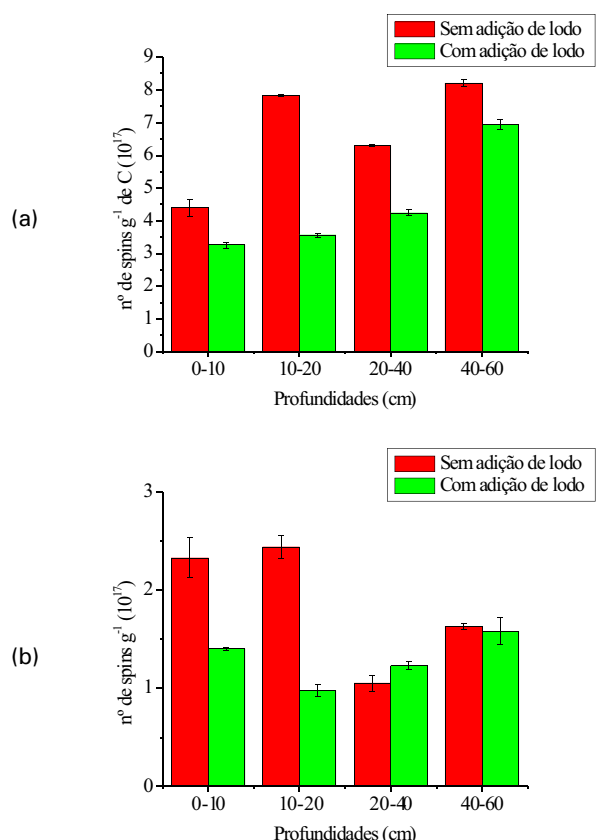 Sem adição de lodo
Com adição de lodo
(a)
nº de spins g⁻¹ de C (10¹⁷)
9
8
7
6
5
4
3
2
1
0
0-10 10-20 20-40 40-60
Profundidades (cm)
Sem adição de lodo
Com adição de lodo
(b)
nº de spins g⁻¹ (10¹⁷)
3
2
1
0
0-10 10-20 20-40 40-60
Profundidades (cm)